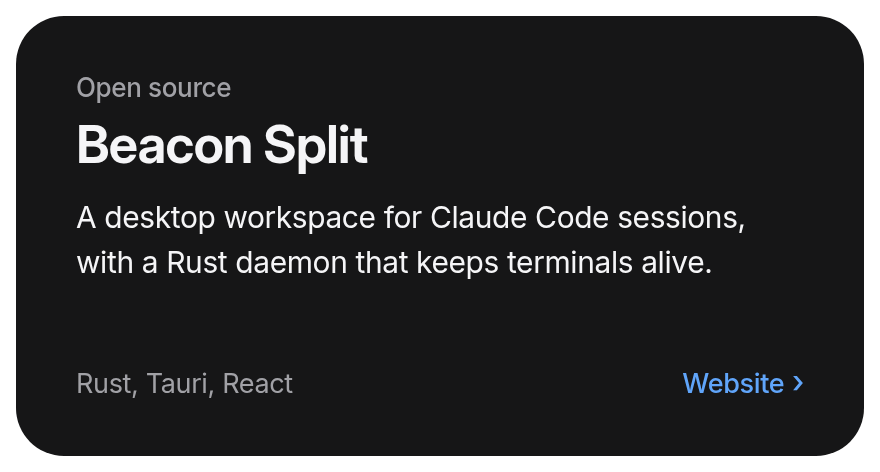 Open source
Beacon Split
A desktop workspace for Claude Code sessions,
with a Rust daemon that keeps terminals alive.
Rust, Tauri, React
Website ›